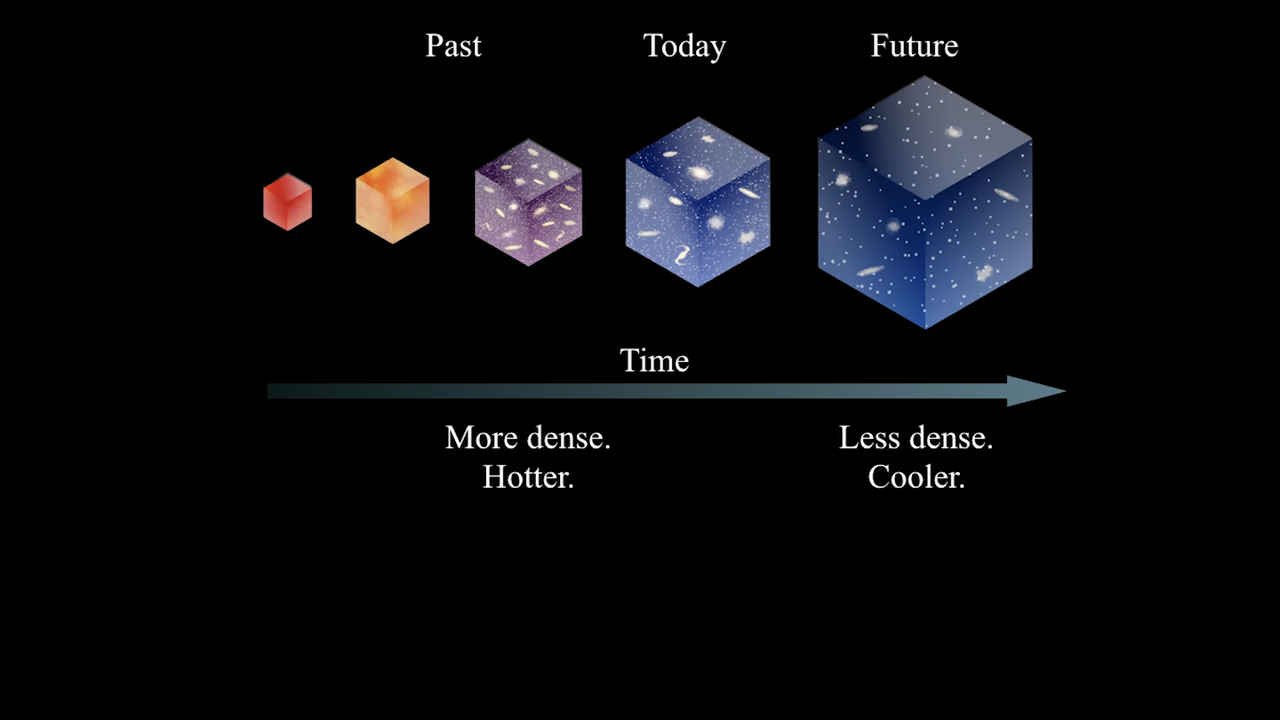 Past
Today
Future
Time
More dense.
Hotter.
Less dense.
Cooler.